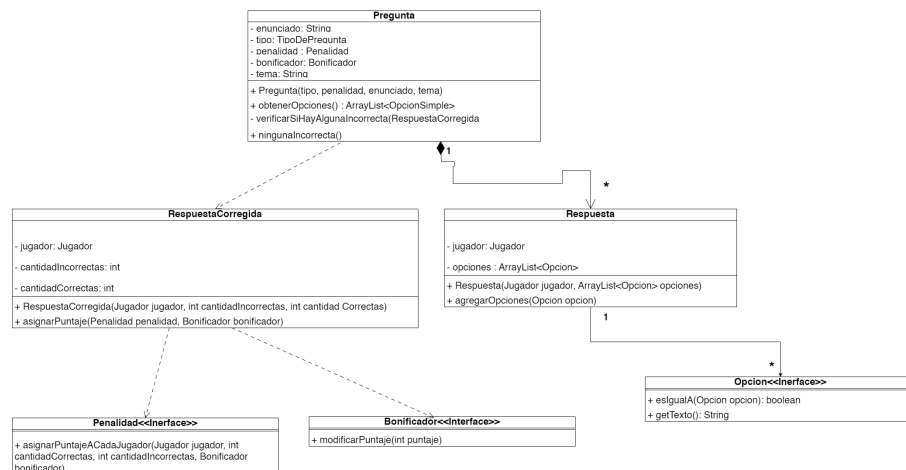 Pregunta
- enunciado: String
- tipo: TipoDePregunta
- penalidad : Penalidad
- bonificador: Bonificador
- tema: String
+ Pregunta(tipo, penalidad, enunciado, tema)
+ obtenerOpciones() : ArrayList<OpcionSimple>
- verificarSiHayAlgunaIncorrecta(RespuestaCorregida
+ ningunaIncorrecta()
1
*
RespuestaCorregida
- jugador: Jugador
- cantidadIncorrectas: int
- cantidadCorrectas: int
+ RespuestaCorregida(Jugador jugador, int cantidadIncorrectas, int cantidad Correctas)
+ asignarPuntaje(Penalidad penalidad, Bonificador bonificador)
Respuesta
- jugador: Jugador
- opciones : ArrayList<Opcion>
+ Respuesta(Jugador jugador, ArrayList<Opcion> opciones)
+ agregarOpciones(Opcion opcion)
1
*
Opcion<<Inerface>>
+ esIgualA(Opcion opcion): boolean
+ getTexto(): String
Penalidad<<Inerface>>
+ asignarPuntajeACadaJugador(Jugador jugador, int
cantidadCorrectas, int cantidadIncorrectas, Bonificador
bonificador)
Bonificador<<Interface>>
+ modificarPuntaje(int puntaje)